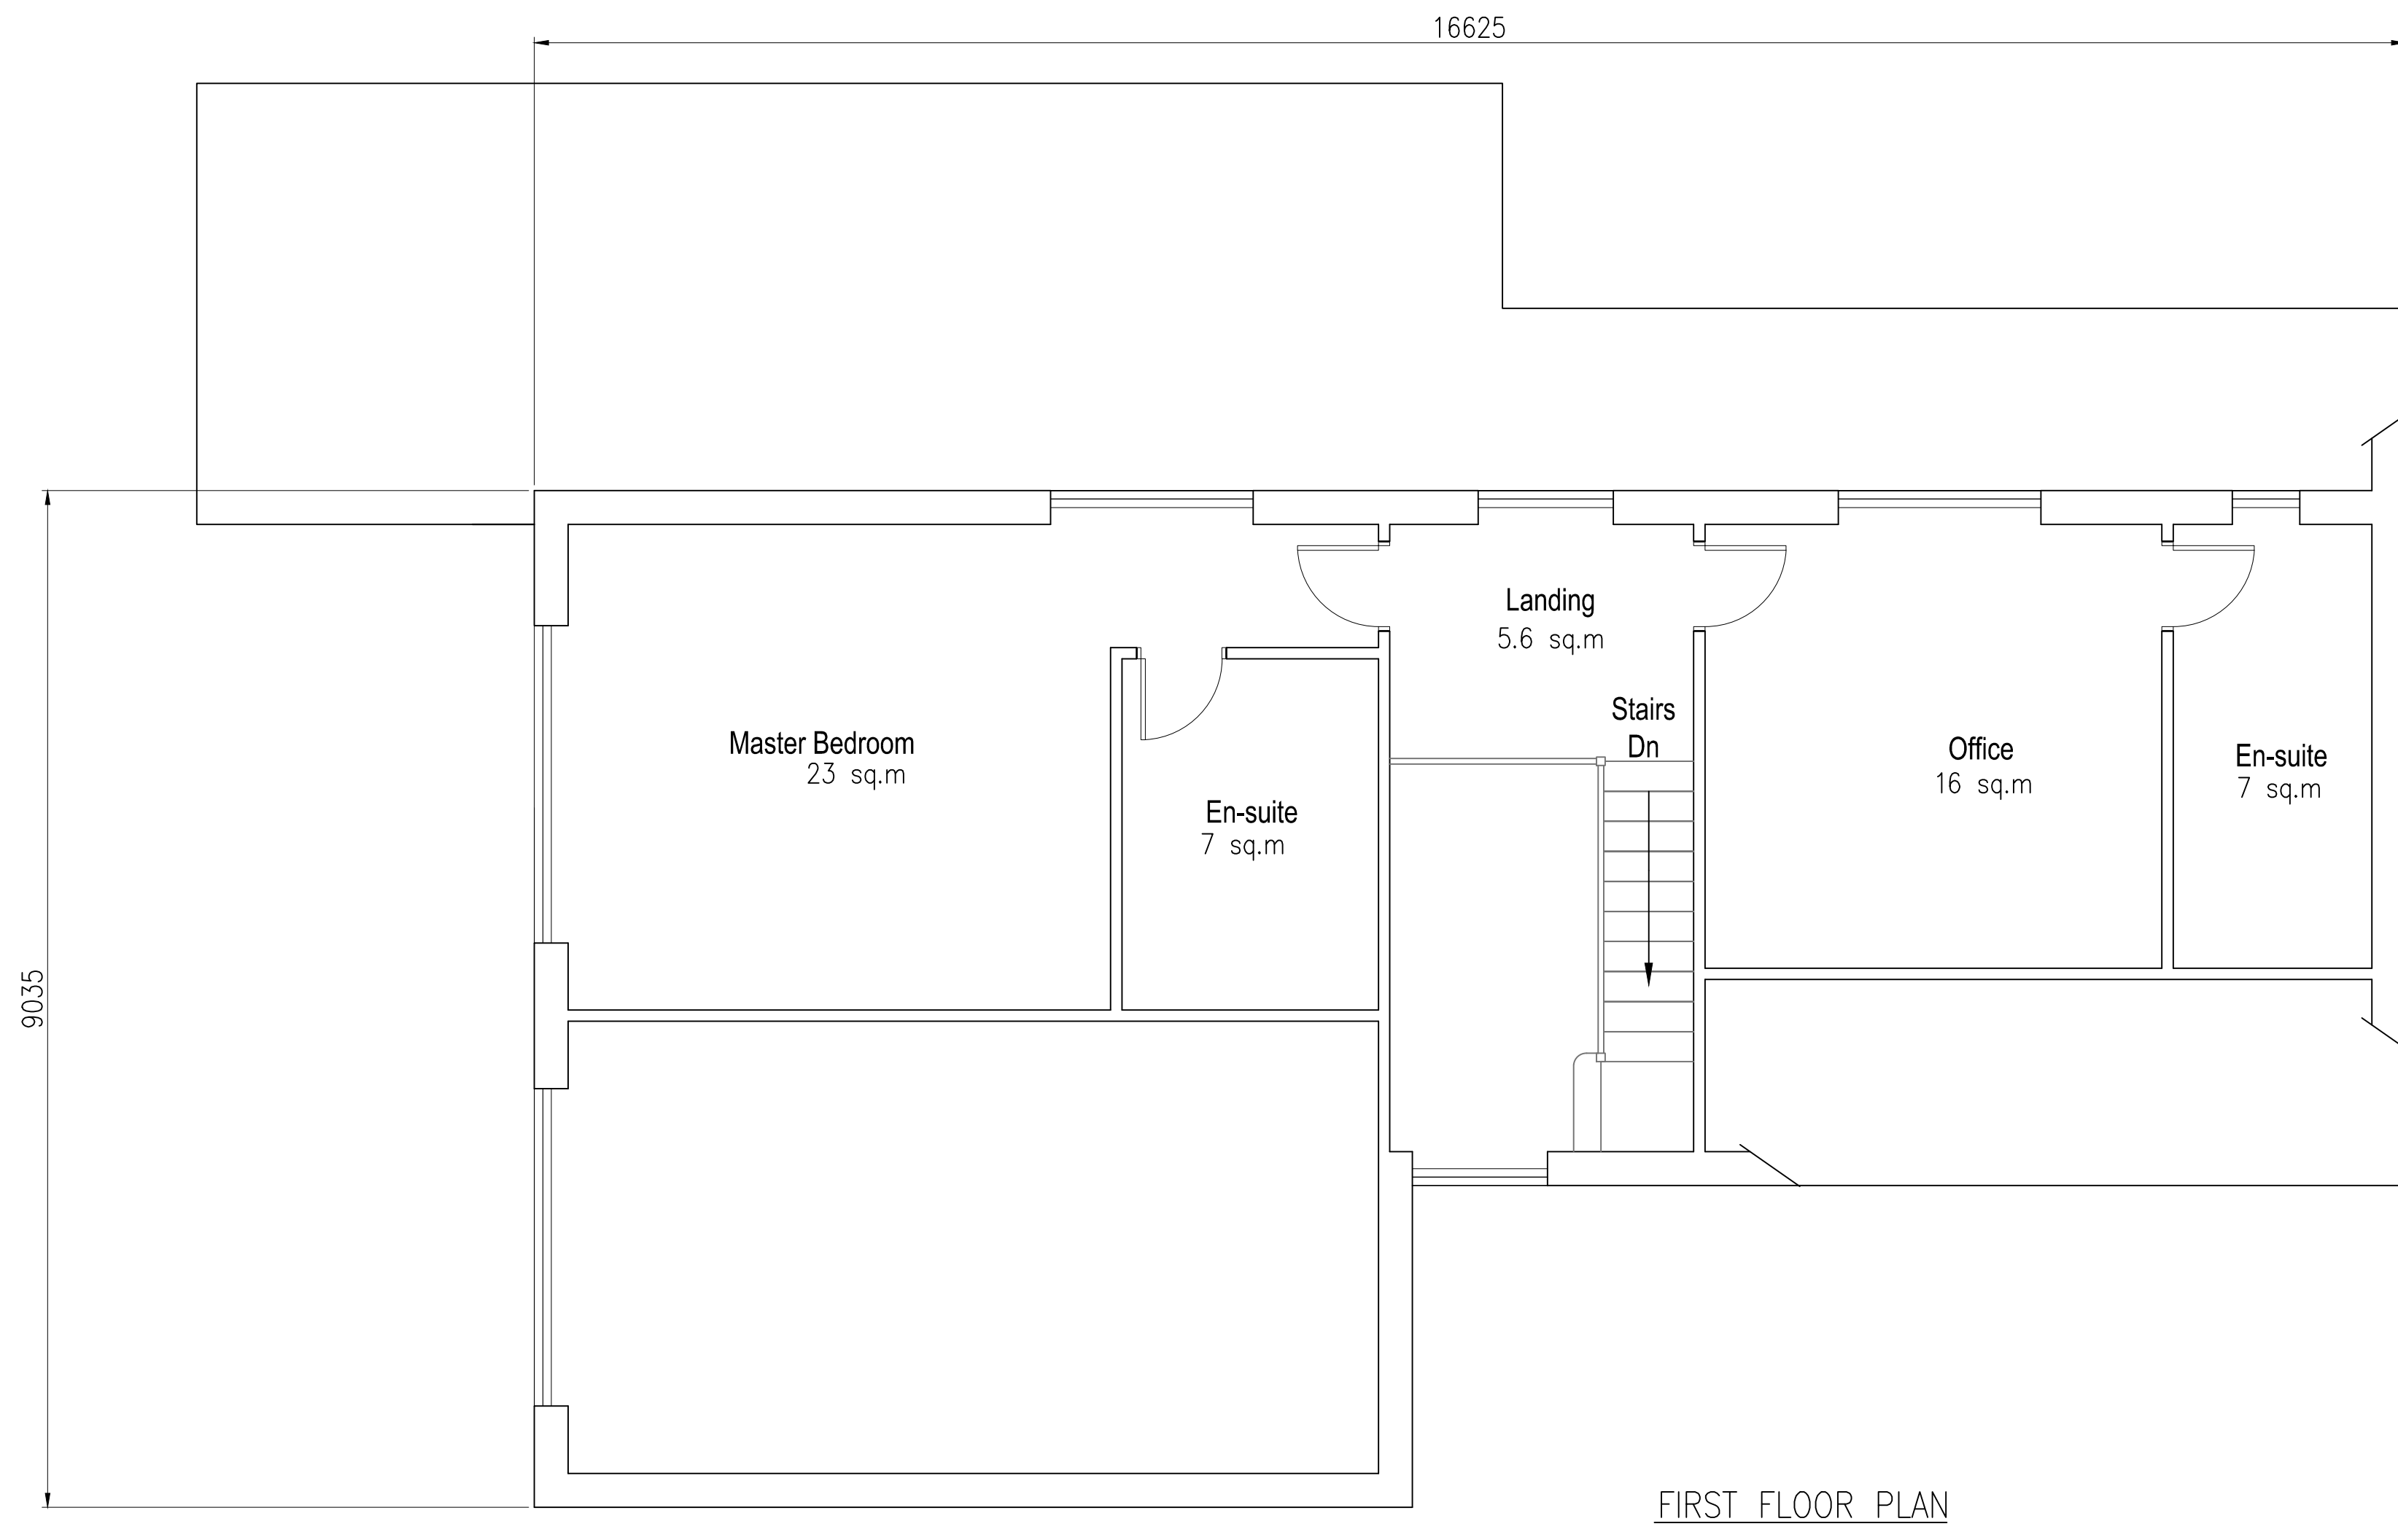 16625
Landing
5.6 sq.m
Stairs
Dn
Master Bedroom
23 sq.m
Office
16 sq.m
En-suite
7 sq.m
En-suite
7 sq.m
9035
FIRST FLOOR PLAN